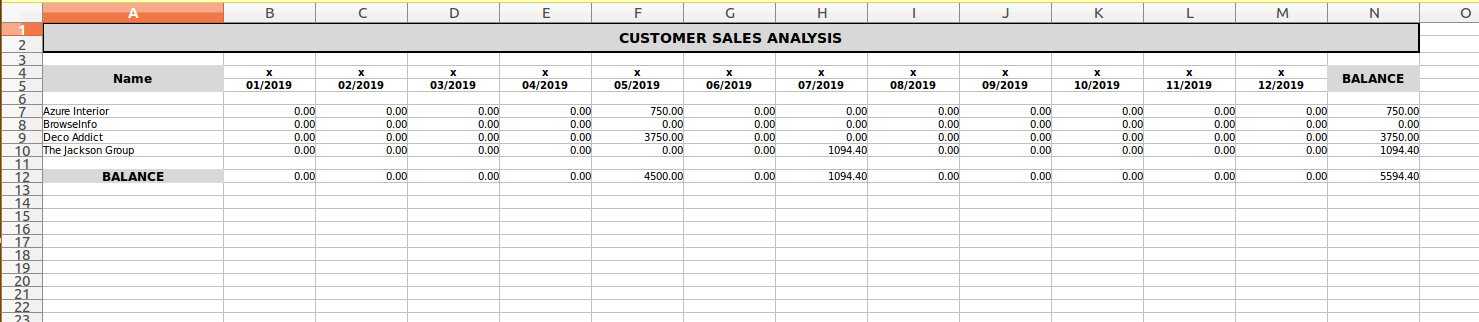 A B C D E F G H I J K L M N O
1
2 CUSTOMER SALES ANALYSIS
3
4 x x x x x x x x x x x x
Name BALANCE
5 01/2019 02/2019 03/2019 04/2019 05/2019 06/2019 07/2019 08/2019 09/2019 10/2019 11/2019 12/2019
6
7 Azure Interior 0.00 0.00 0.00 0.00 750.00 0.00 0.00 0.00 0.00 0.00 0.00 0.00 750.00
8 BrowseInfo 0.00 0.00 0.00 0.00 0.00 0.00 0.00 0.00 0.00 0.00 0.00 0.00 0.00
9 Deco Addict 0.00 0.00 0.00 0.00 3750.00 0.00 0.00 0.00 0.00 0.00 0.00 0.00 3750.00
10 The Jackson Group 0.00 0.00 0.00 0.00 0.00 0.00 1094.40 0.00 0.00 0.00 0.00 0.00 1094.40
11
12 BALANCE 0.00 0.00 0.00 0.00 4500.00 0.00 1094.40 0.00 0.00 0.00 0.00 0.00 5594.40
13
14
15
16
17
18
19
20
21
22
23